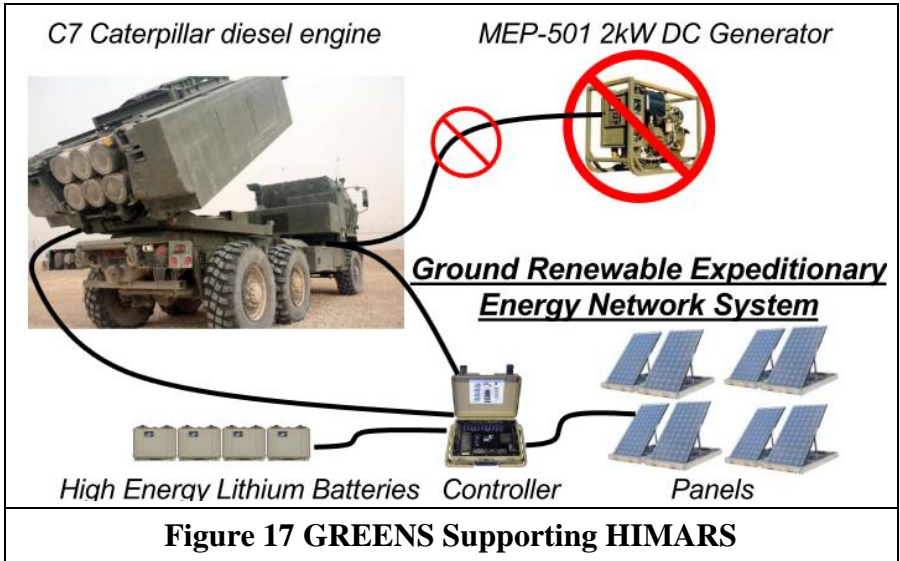 C7 Caterpillar diesel engine
MEP-501 2kW DC Generator
Ground Renewable Expeditionary
Energy Network System
High Energy Lithium Batteries
Controller
Panels
Figure 17 GREENS Supporting HIMARS